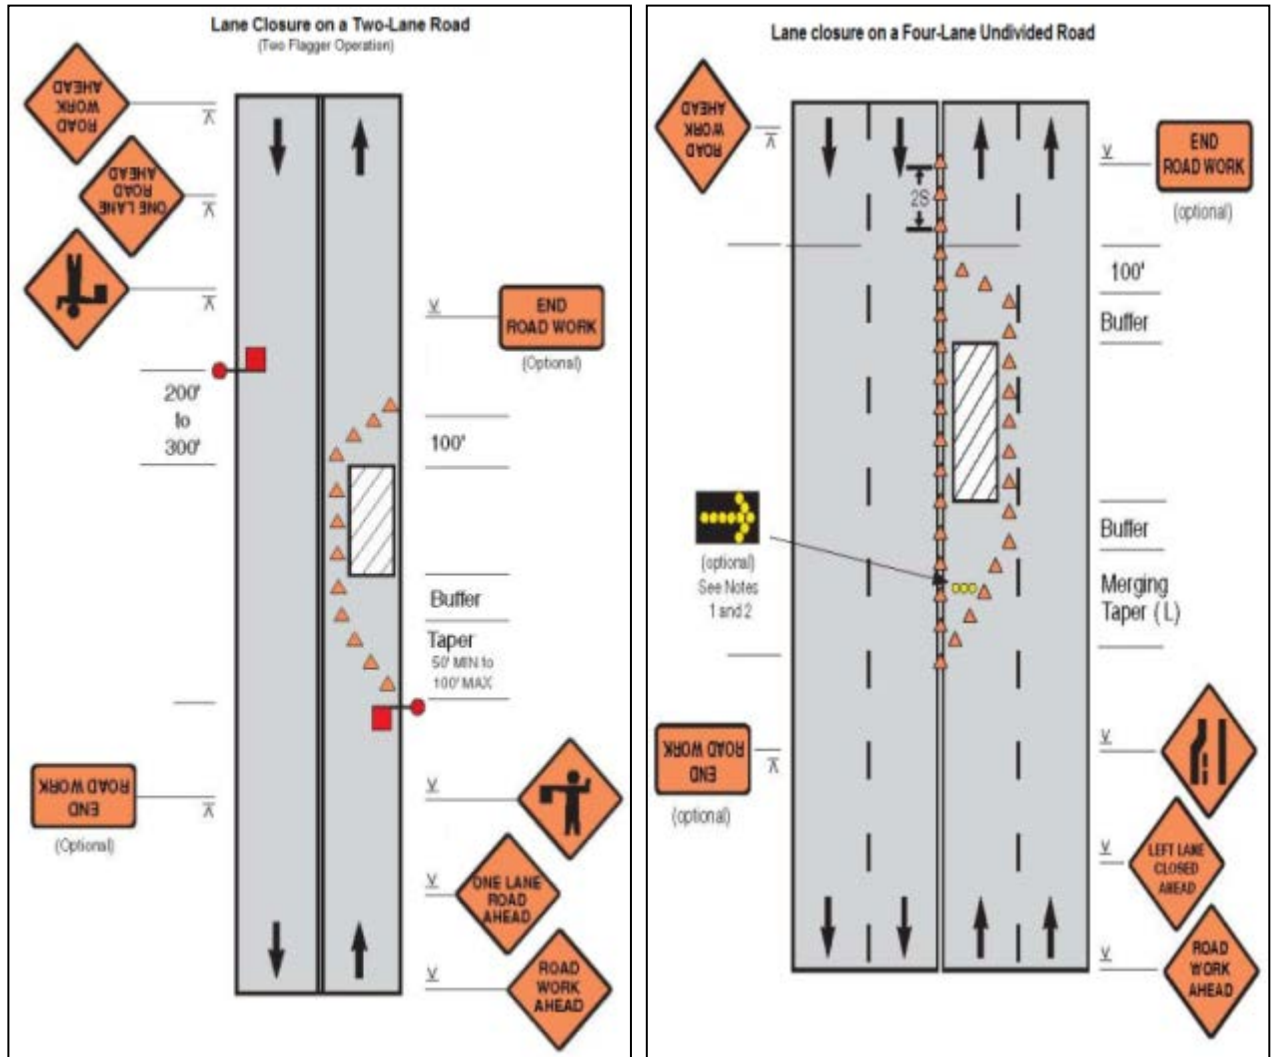 Lane Closure on a Two-Lane Road
(Two Flagger Operation)
ROAD
WORK
AHEAD
ONE LANE
ROAD
AHEAD
END
ROAD WORK
(Optional)
200'
to
300'
100'
Buffer
Taper
50' MIN to
100' MAX
END
ROAD WORK
(Optional)
ONE LANE
ROAD
AHEAD
ROAD
WORK
AHEAD
Lane closure on a Four-Lane Undivided Road
ROAD
WORK
AHEAD
END
ROAD WORK
(optional)
2S
100'
Buffer
(optional)
See Notes
1 and 2
Buffer
Merging
Taper (L)
END
ROAD WORK
(optional)
LEFT LANE
CLOSED
AHEAD
ROAD
WORK
AHEAD